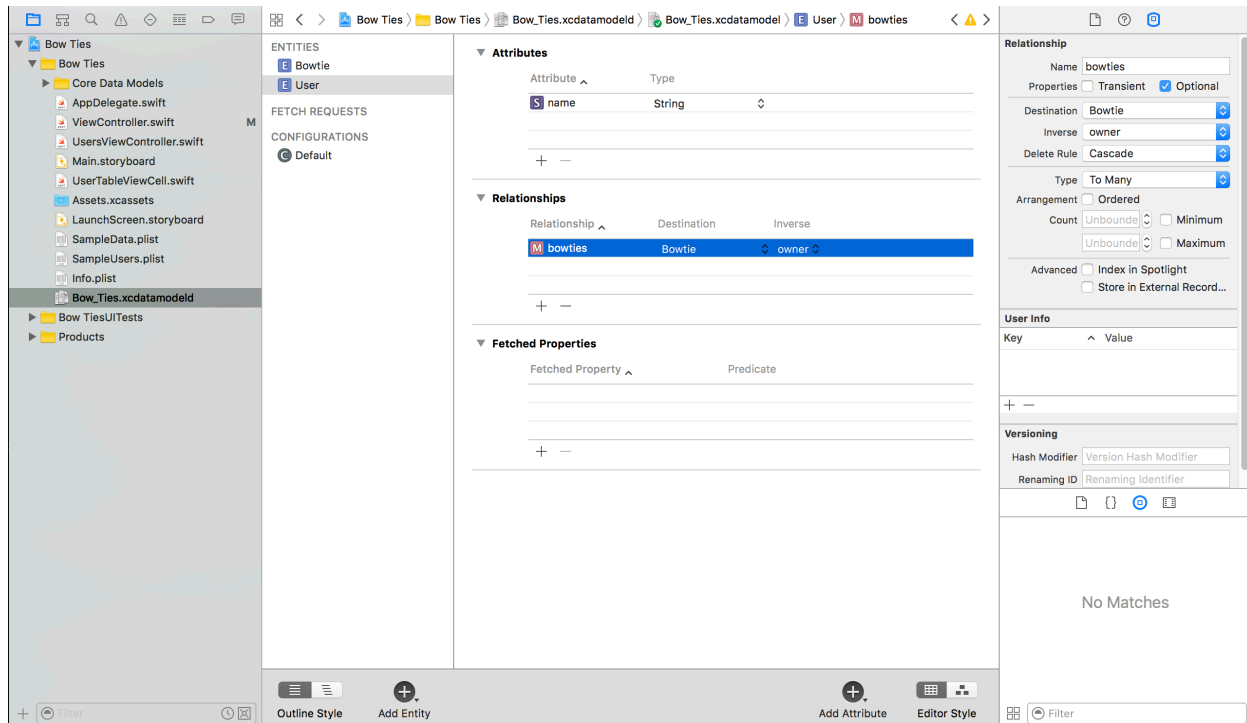 Bow Ties
Bow Ties
Core Data Models
AppDelegate.swift
ViewController.swift M
UsersViewController.swift
Main.storyboard
UserTableViewCell.swift
Assets.xcassets
LaunchScreen.storyboard
SampleData.plist
SampleUsers.plist
Info.plist
Bow_Ties.xcdatamodeld
Bow TiesUITests
Products
Filter
Bow Ties Bow Ties Bow_Ties.xcdatamodeld Bow_Ties.xcdatamodel E User M bowties
ENTITIES
E Bowtie
E User
FETCH REQUESTS
CONFIGURATIONS
C Default
Outline Style Add Entity
Attributes
Attribute Type
S name String
Relationships
Relationship Destination Inverse
M bowties Bowtie owner
Fetched Properties
Fetched Property Predicate
Add Attribute Editor Style
Relationship
Name bowties
Properties Transient Optional
Destination Bowtie
Inverse owner
Delete Rule Cascade
Type To Many
Arrangement Ordered
Count Unbounde Minimum
Unbounde Maximum
Advanced Index in Spotlight
Store in External Record...
User Info
Key Value
Versioning
Hash Modifier Version Hash Modifier
Renaming ID Renaming Identifier
No Matches
Filter